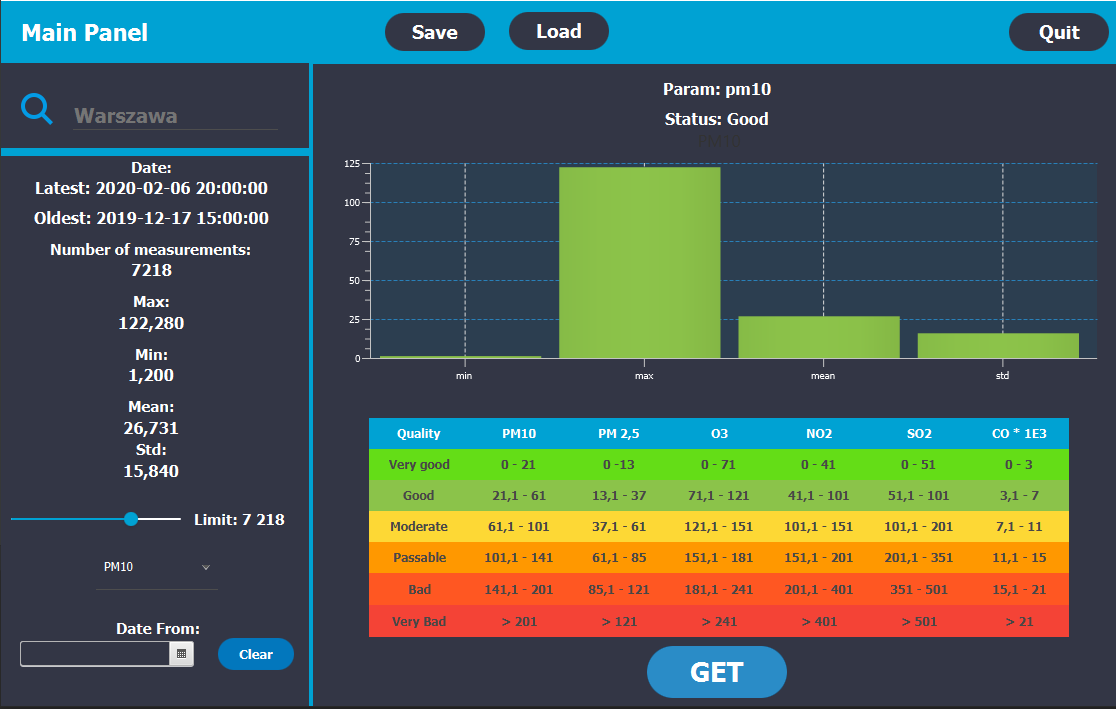 Main Panel
Save
Load
Quit
Warszawa
Date:
Latest: 2020-02-06 20:00:00
Oldest: 2019-12-17 15:00:00
Number of measurements:
7218
Max:
122,280
Min:
1,200
Mean:
26,731
Std:
15,840
Limit: 7 218
PM10
Date From:
Clear
Param: pm10
Status: Good
PM10
125
100
75
50
25
0
min max mean std
Quality PM10 PM 2,5 O3 NO2 SO2 CO * 1E3
Very good 0 - 21 0 -13 0 - 71 0 - 41 0 - 51 0 - 3
Good 21,1 - 61 13,1 - 37 71,1 - 121 41,1 - 101 51,1 - 101 3,1 - 7
Moderate 61,1 - 101 37,1 - 61 121,1 - 151 101,1 - 151 101,1 - 201 7,1 - 11
Passable 101,1 - 141 61,1 - 85 151,1 - 181 151,1 - 201 201,1 - 351 11,1 - 15
Bad 141,1 - 201 85,1 - 121 181,1 - 241 201,1 - 401 351 - 501 15,1 - 21
Very Bad > 201 > 121 > 241 > 401 > 501 > 21
GET